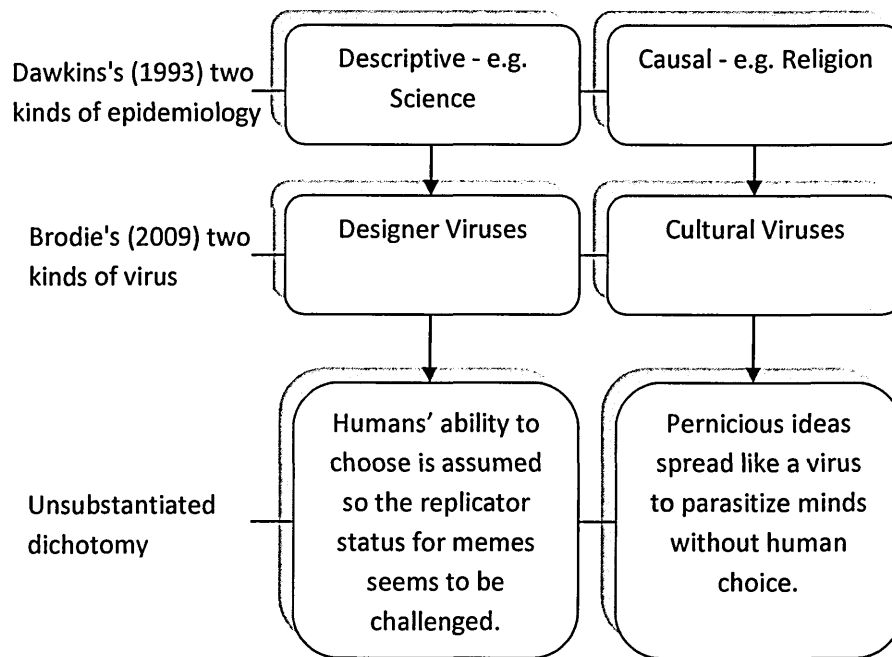 Dawkins's (1993) two
kinds of epidemiology
Descriptive - e.g.
Science
Causal - e.g. Religion
Brodie's (2009) two
kinds of virus
Designer Viruses
Cultural Viruses
Unsubstantiated
dichotomy
Humans’ ability to
choose is assumed
so the replicator
status for memes
seems to be
challenged.
Pernicious ideas
spread like a virus
to parasitize minds
without human
choice.